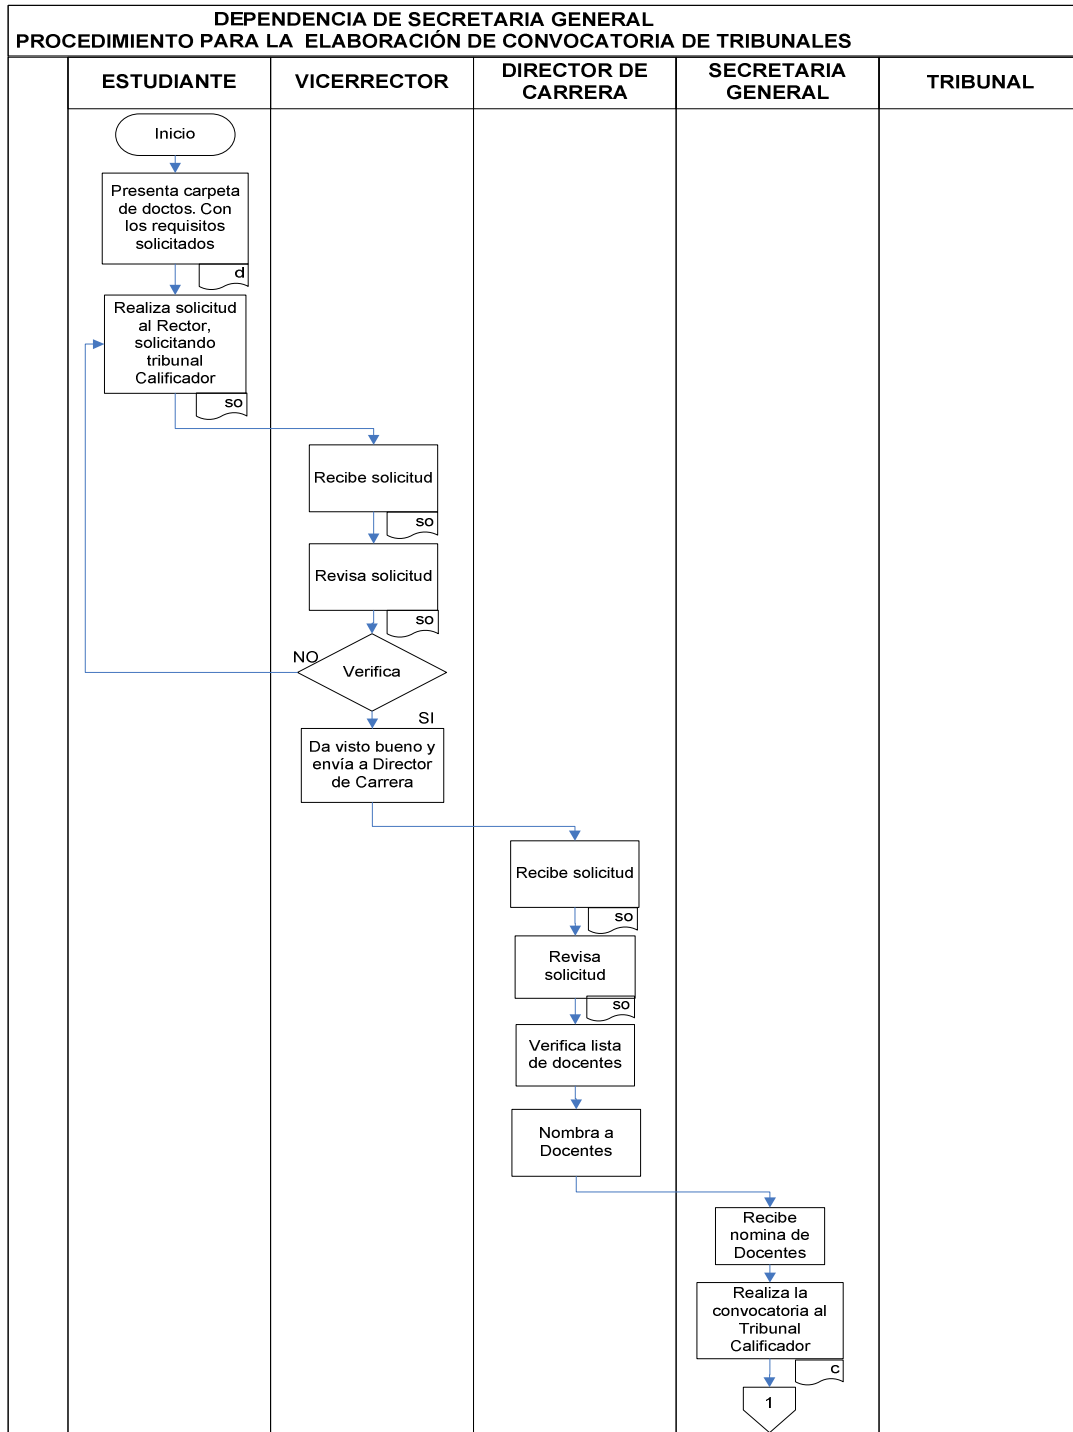 DEPENDENCIA DE SECRETARIA GENERAL
PROCEDIMIENTO PARA LA ELABORACIÓN DE CONVOCATORIA DE TRIBUNALES
ESTUDIANTE
VICERRECTOR
DIRECTOR DE
CARRERA
SECRETARIA
GENERAL
TRIBUNAL
Inicio
Presenta carpeta
de doctos. Con
los requisitos
solicitados
d
Realiza solicitud
al Rector,
solicitando
tribunal
Calificador
so
Recibe solicitud
so
Revisa solicitud
so
NO
Verifica
SI
Da visto bueno y
envía a Director
de Carrera
Recibe solicitud
so
Revisa
solicitud
so
Verifica lista
de docentes
Nombra a
Docentes
Recibe
nomina de
Docentes
Realiza la
convocatoria al
Tribunal
Calificador
c
1